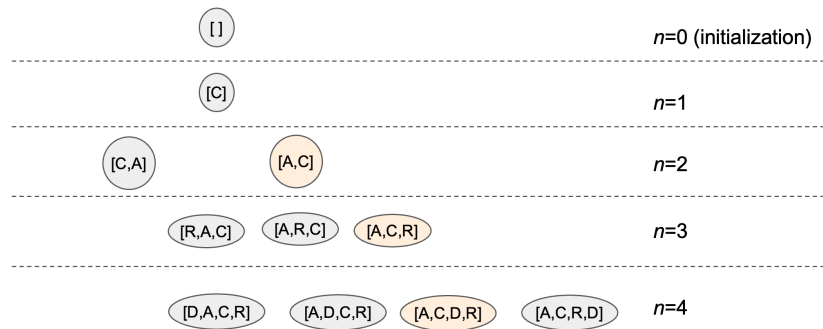 [ ] n=0 (initialization)
[C] n=1
[C,A] [A,C] n=2
[R,A,C] [A,R,C] [A,C,R] n=3
[D,A,C,R] [A,D,C,R] [A,C,D,R] [A,C,R,D] n=4